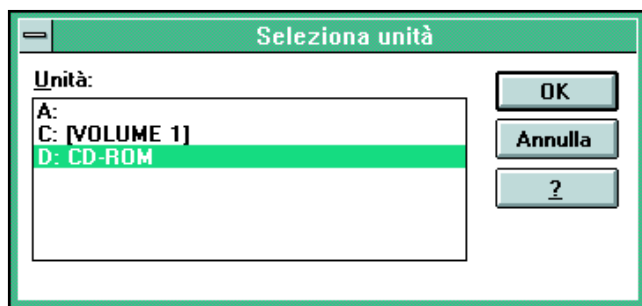 Seleziona unità
Unità:
A:
C: [VOLUME 1]
D: CD-ROM
OK
Annulla
?